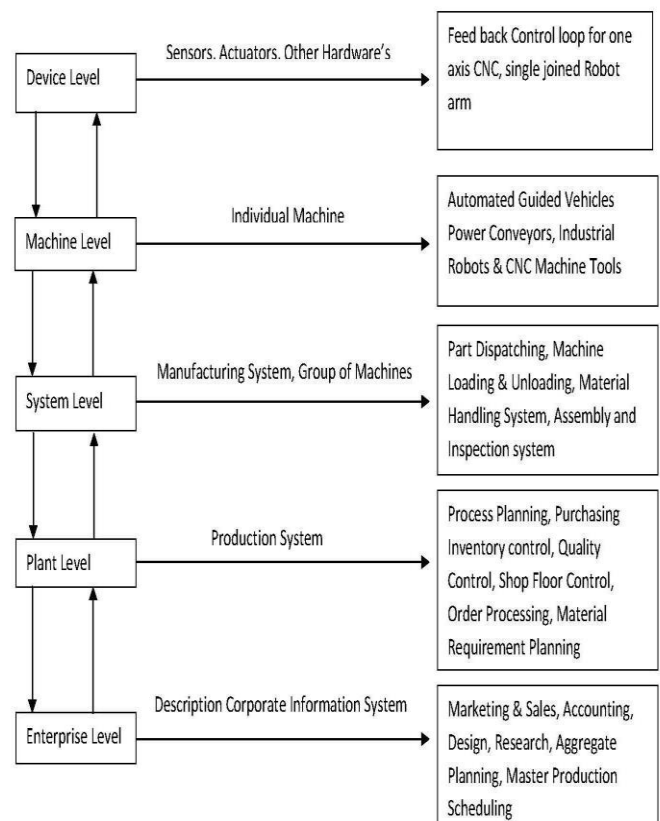 Device Level
Sensors. Actuators. Other Hardware's
Feed back Control loop for one
axis CNC, single joined Robot
arm
Machine Level
Individual Machine
Automated Guided Vehicles
Power Conveyors, Industrial
Robots & CNC Machine Tools
System Level
Manufacturing System, Group of Machines
Part Dispatching, Machine
Loading & Unloading, Material
Handling System, Assembly and
Inspection system
Plant Level
Production System
Process Planning, Purchasing
Inventory control, Quality
Control, Shop Floor Control,
Order Processing, Material
Requirement Planning
Enterprise Level
Description Corporate Information System
Marketing & Sales, Accounting,
Design, Research, Aggregate
Planning, Master Production
Scheduling